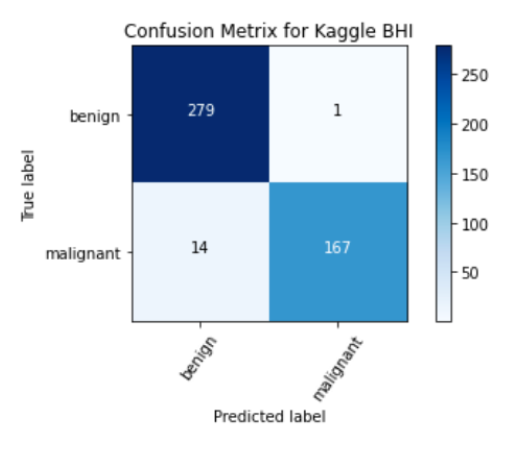 Confusion Metrix for Kaggle BHI
benign
279
1
250
200
True label
150
100
malignant
14
167
50
benign
malignant
Predicted label